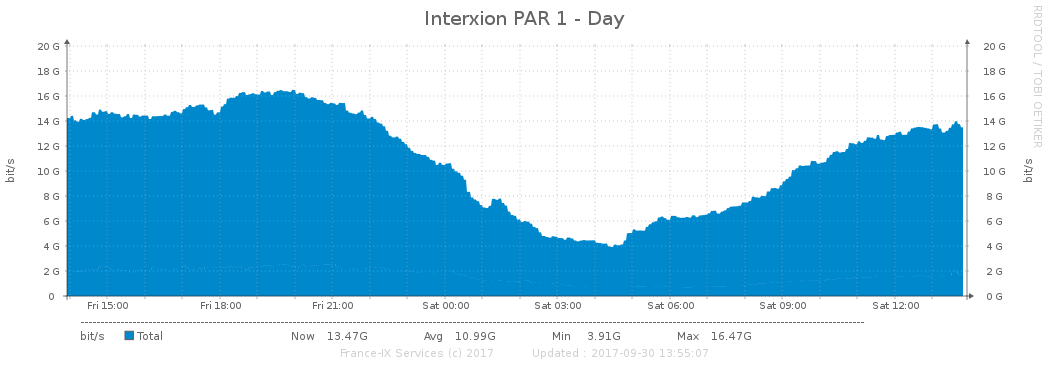 Interxion PAR 1 - Day
RRDTOOL / TOBI OETIKER
bit/s
20 G 20 G
18 G 18 G
16 G 16 G
14 G 14 G
12 G 12 G
10 G 10 G
8 G 8 G
6 G 6 G
4 G 4 G
2 G 2 G
0 0 G
bit/s
Fri 15:00 Fri 18:00 Fri 21:00 Sat 00:00 Sat 03:00 Sat 06:00 Sat 09:00 Sat 12:00
bit/s Total Now 13.47G Avg 10.99G Min 3.91G Max 16.47G
France-IX Services (c) 2017 Updated : 2017-09-30 13:55:07